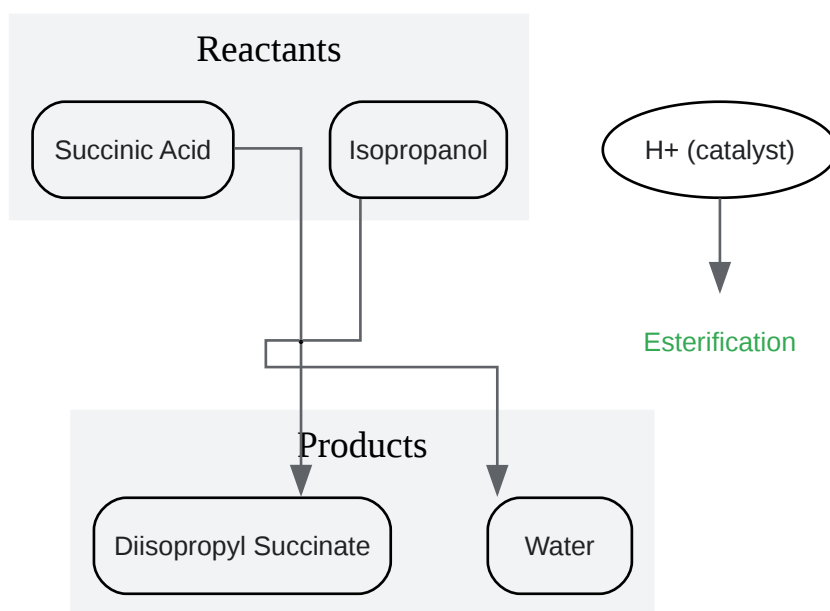 Reactants
Succinic Acid
Isopropanol
H+ (catalyst)
Esterification
Products
Diisopropyl Succinate
Water